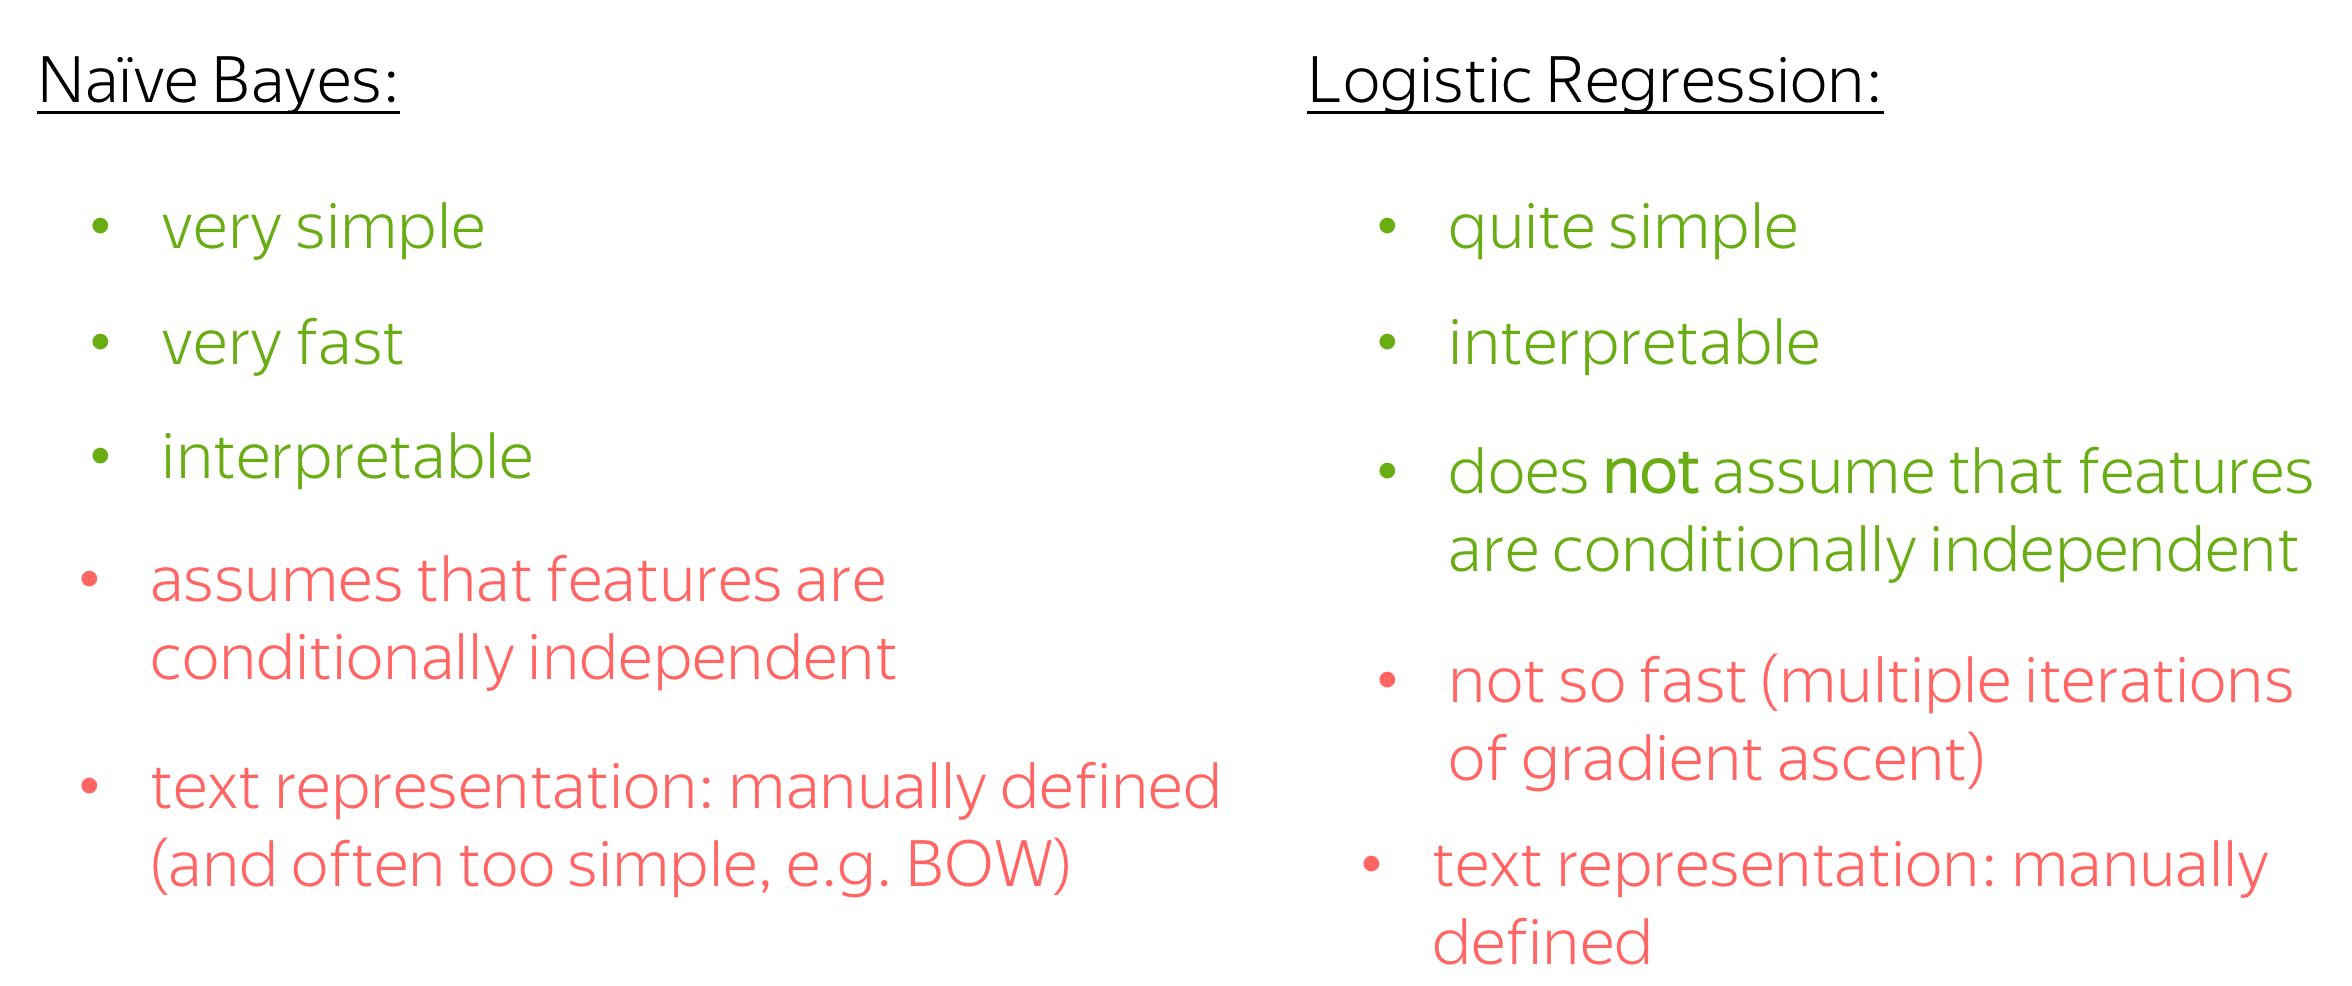 Naïve Bayes:
• very simple
• very fast
• interpretable
• assumes that features are
conditionally independent
• text representation: manually defined
(and often too simple, e.g. BOW)
Logistic Regression:
• quite simple
• interpretable
• does not assume that features
are conditionally independent
• not so fast (multiple iterations
of gradient ascent)
• text representation: manually
defined